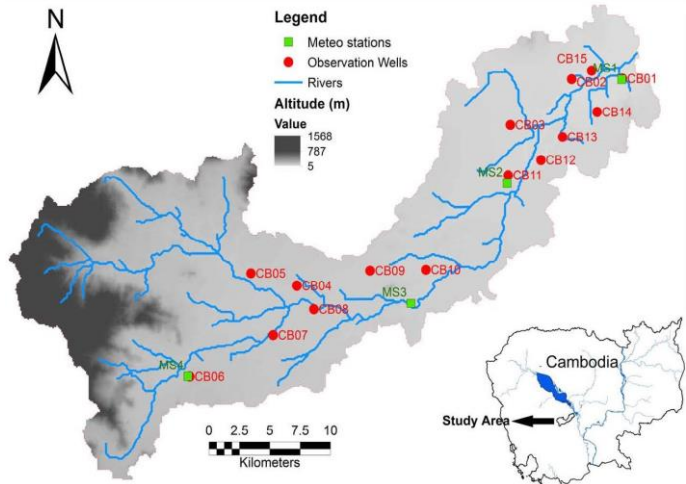 N
Legend
Meteo stations
Observation Wells
Rivers
Altitude (m)
Value
1568
787
5
CB15
MS1
CB01
CB02
CB14
CB03
CB13
CB12
MS2
CB11
CB05
CB09
CB10
CB04
MS3
CB08
CB07
MS4
CB06
0 2.5 5 7.5 10
Kilometers
Cambodia
Study Area